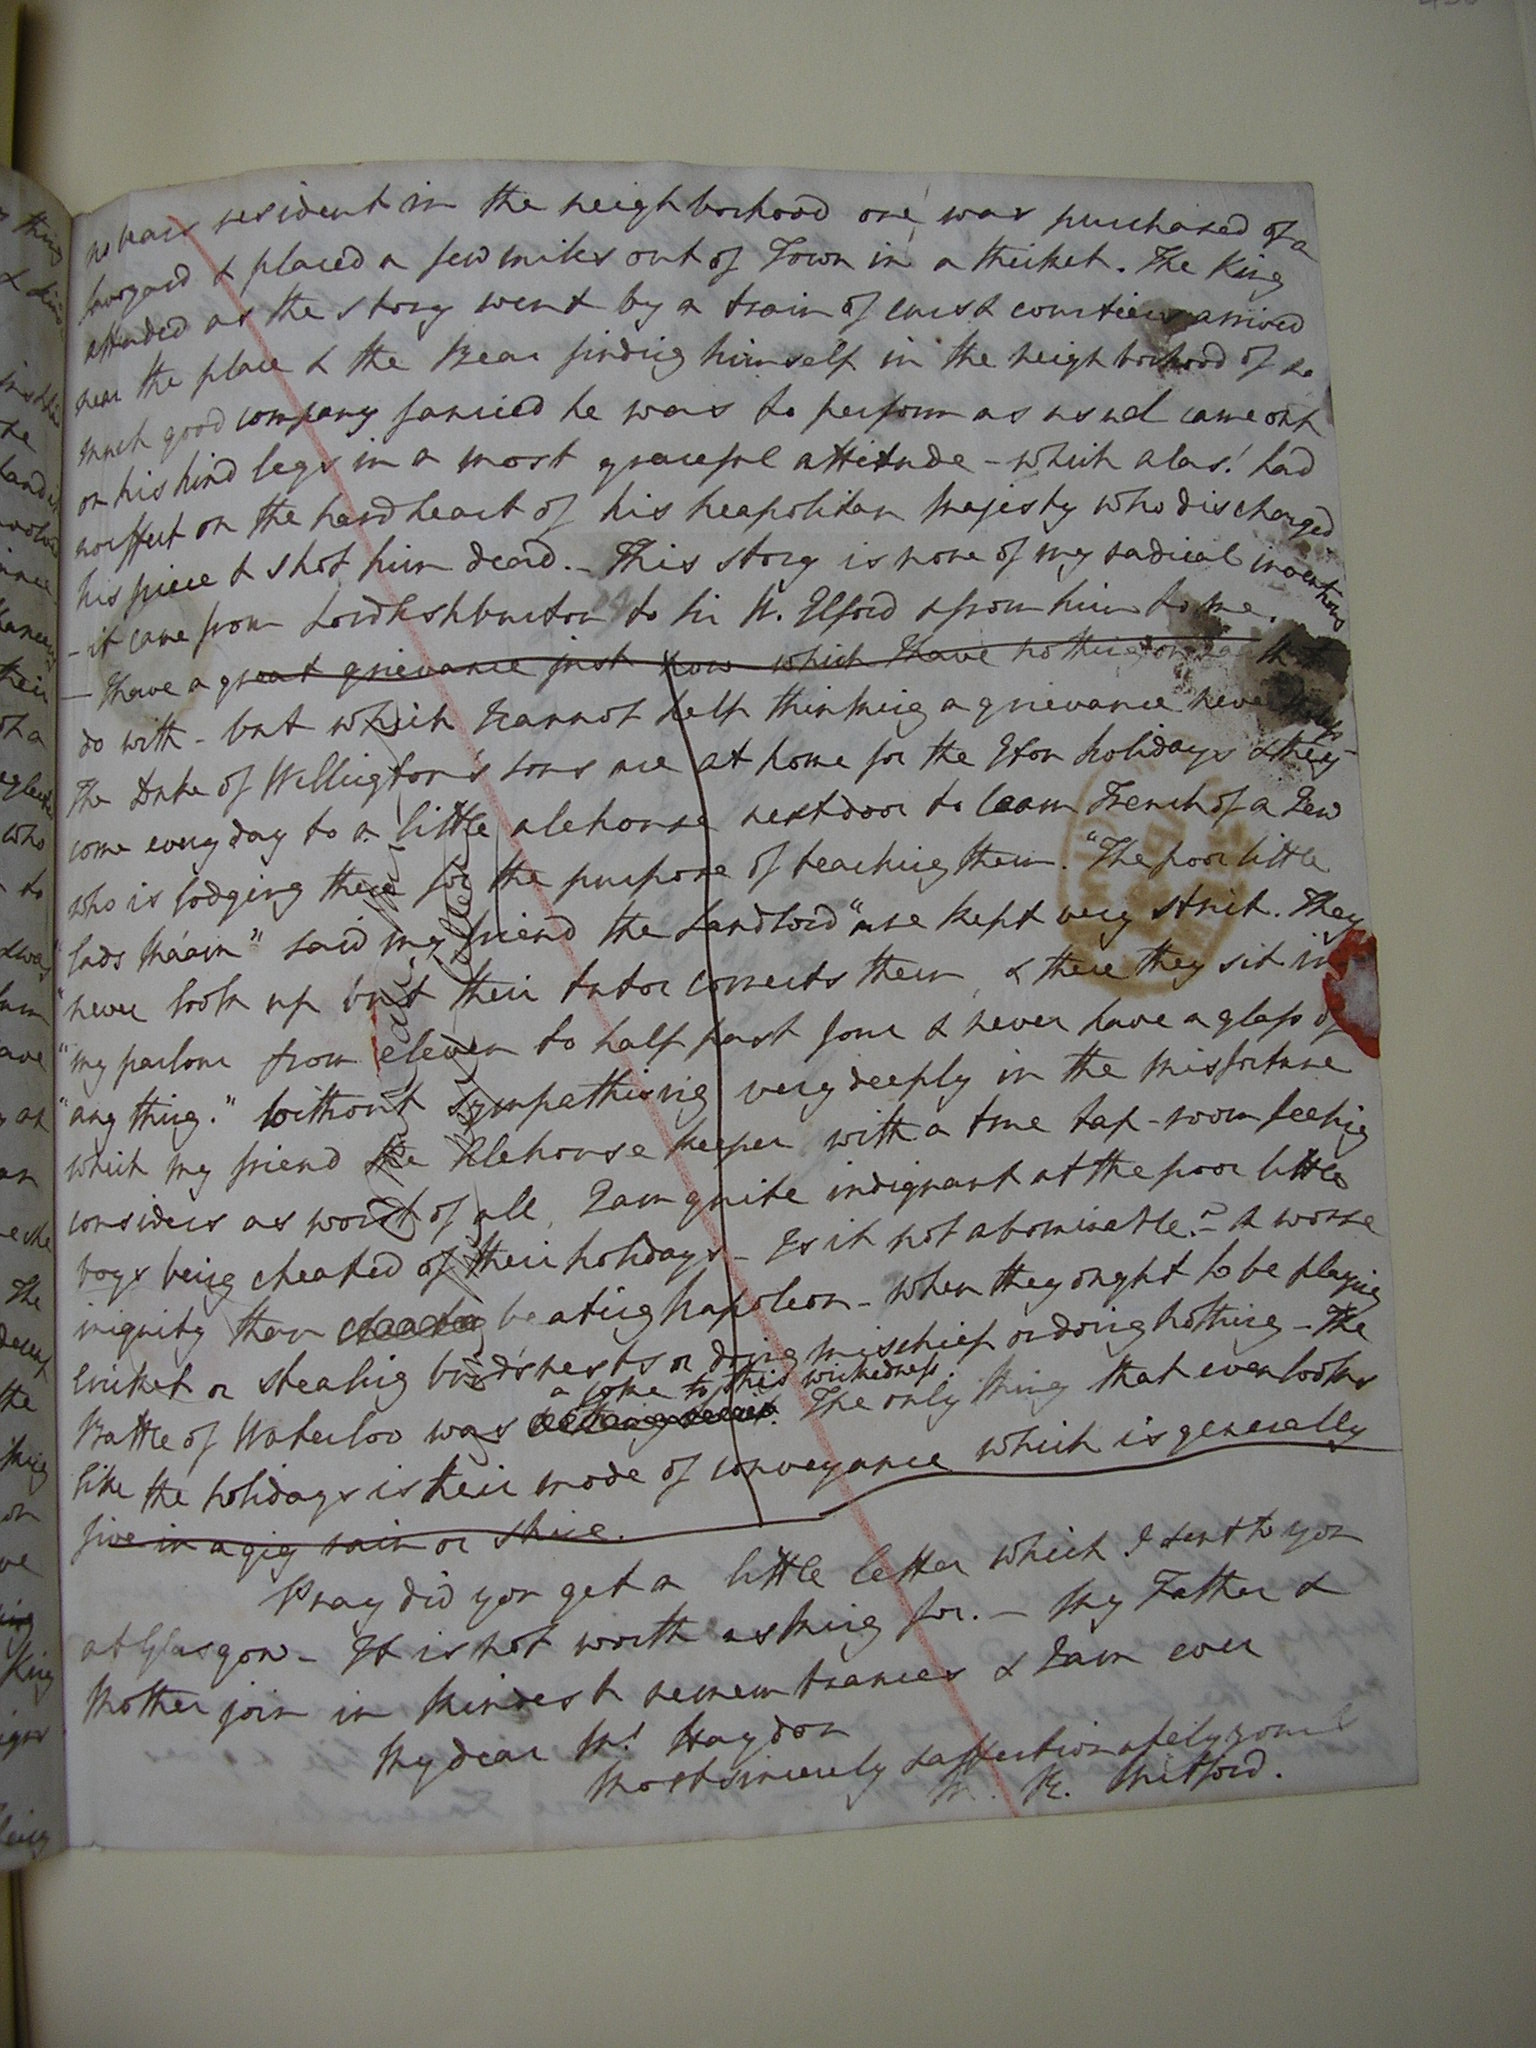 no bears resident in the neighborhood one was purchased of a
savoyard & placed a few miles out of Town in a thicket. The King
attended as the story went by a train of guests & courtiers arrived
near the place & the Bear finding himself in the neighborhood of so
much good company fancied he was to perform as usual came out
on his hind legs in a most graceful attitude - which alas! had
no effect on the hard heart of his neapolitan Majesty who discharged
his piece & shot him dead. - This story is none of my radical inventions
- it came from Lord Ashburton to Sir W. Elford & from him to me.
- I have a great grievance just now which I have nothing on earth to
do with - but which I cannot help thinking a grievance nevertheless -
The Duke of Wellington's sons are at home for the Eton holidays & they
come every day to a little alehouse next door to learn French of a Jew
who is lodging there for the purpose of teaching them. "The poor little
"lads Ma'am" said my friend the Landlord "are kept very strict. They
"never look up but their tutor corrects them, & there they sit in
"my parlour from eleven to half past four & never have a glass of
"any thing." Without sympathising very deeply in the misfortune
which my friend the Alehouse keeper with a true tap-room feeling
considers as worst of all, I am quite indignant at the poor little
boys being cheated of their holidays - Is it not abominable? - A worse
iniquity than beating Napoleon - when they ought to be playing
cricket or stealing birds nests or doing mischief or doing nothing - The
Battle of Waterloo was a joke to this wickedness. The only thing that even looks
like the holidays is their mode of conveyance which is generally
five in a gig rain or shine.
Pray did you get a little letter which I sent to you
at Glasgow - It is not worth asking for. - My Father &
Mother join in kindest remembrances & I am ever
My dear Mr. Haydon
Most sincerely & affectionately yours
M. R. Mitford.